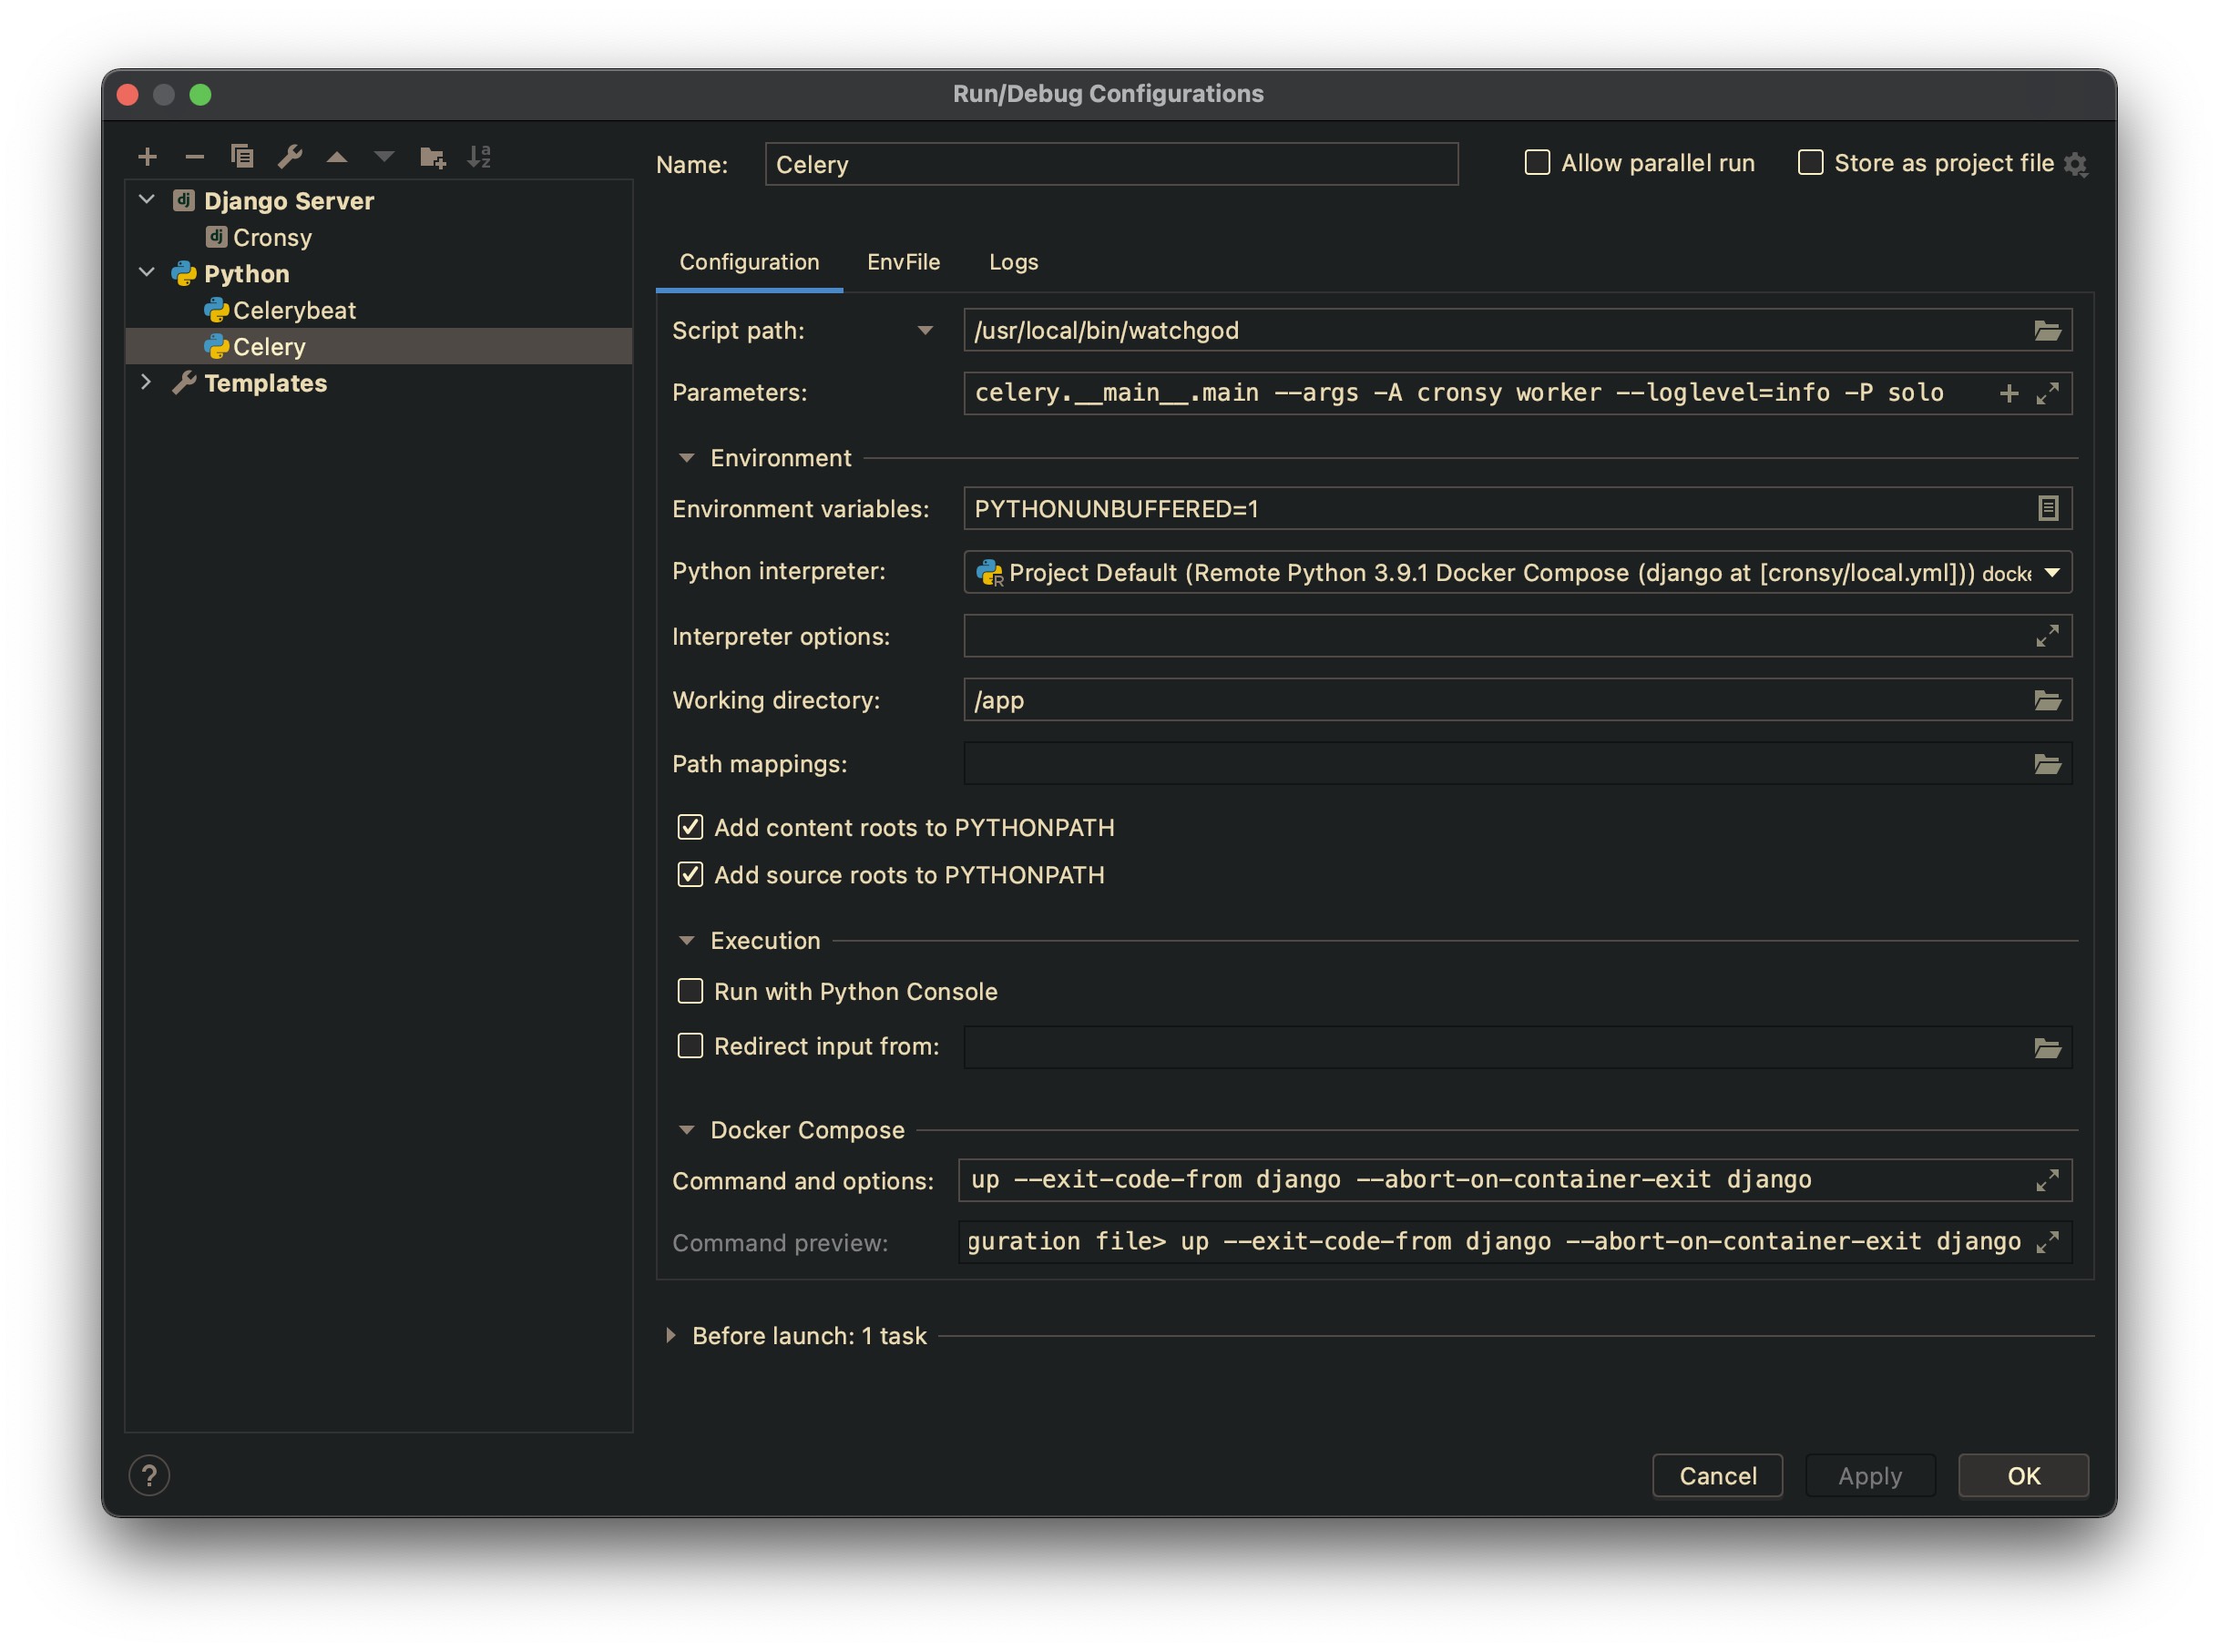 Run/Debug Configurations
Django Server
Cronsy
Python
Celerybeat
Celery
Templates
Name: Celery
Allow parallel run
Store as project file
Configuration EnvFile Logs
Script path: /usr/local/bin/watchgod
Parameters: celery.__main__.main --args -A cronsy worker --loglevel=info -P solo
Environment
Environment variables: PYTHONUNBUFFERED=1
Python interpreter: Project Default (Remote Python 3.9.1 Docker Compose (django at [cronsy/local.yml])) docke
Interpreter options:
Working directory: /app
Path mappings:
Add content roots to PYTHONPATH
Add source roots to PYTHONPATH
Execution
Run with Python Console
Redirect input from:
Docker Compose
Command and options: up --exit-code-from django --abort-on-container-exit django
Command preview: guration file> up --exit-code-from django --abort-on-container-exit django
Before launch: 1 task
? Cancel Apply OK